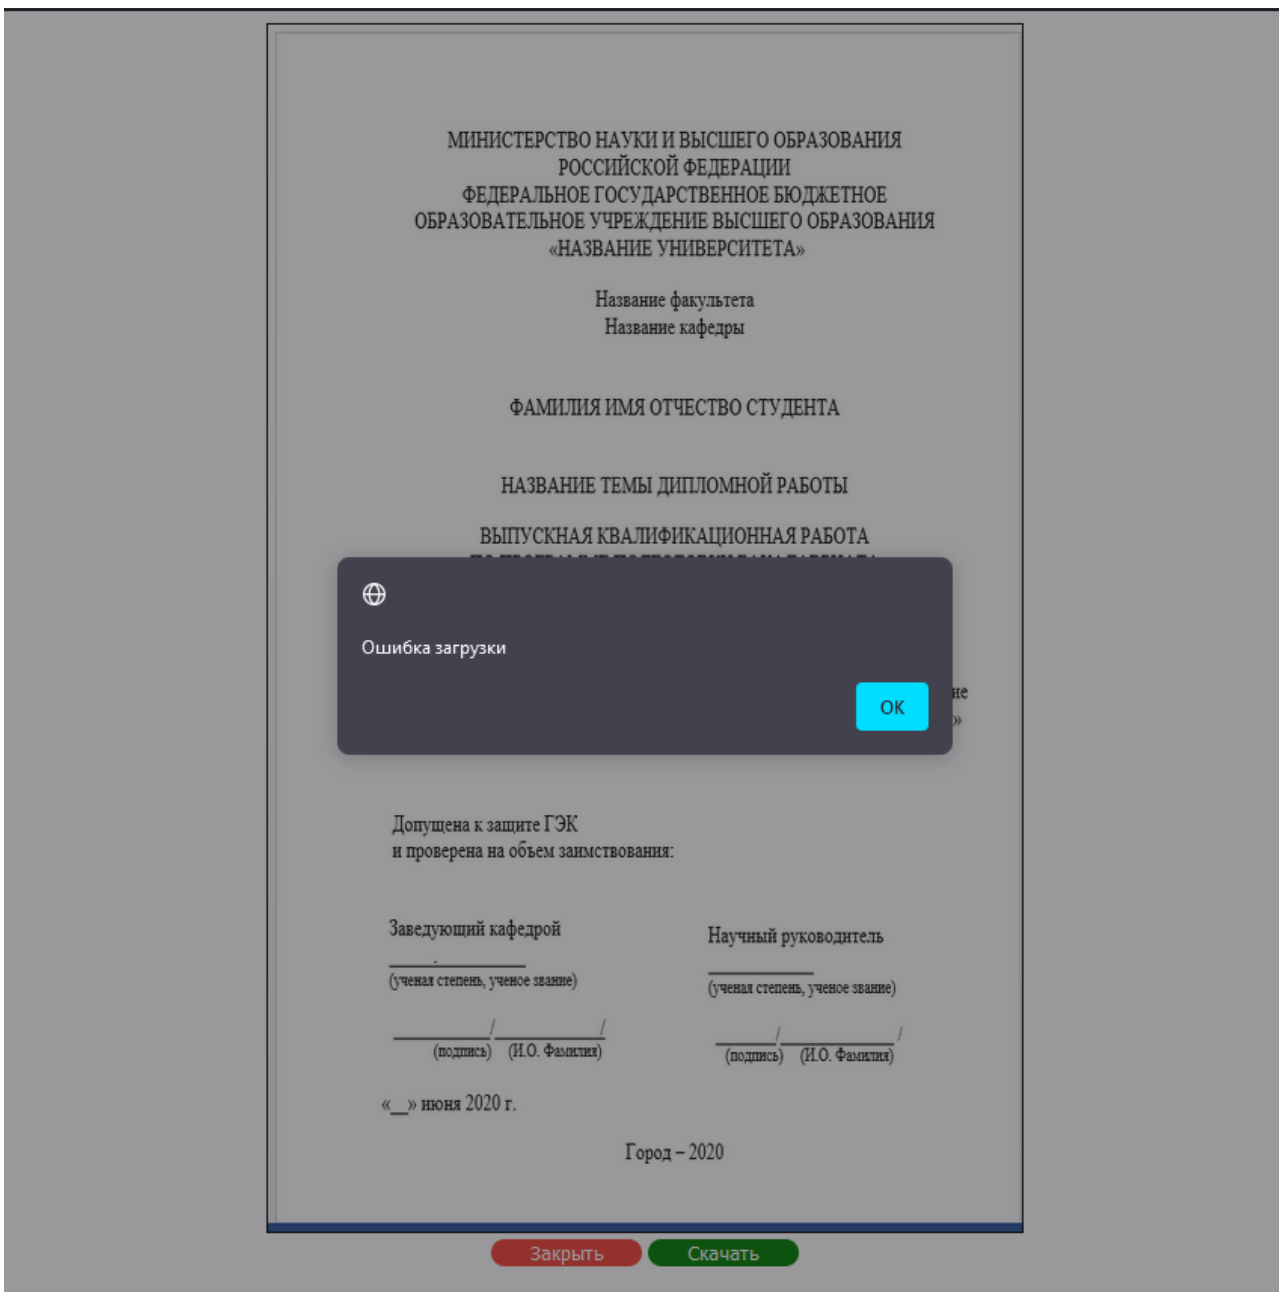 МИНИСТЕРСТВО НАУКИ И ВЫСШЕГО ОБРАЗОВАНИЯ
РОССИЙСКОЙ ФЕДЕРАЦИИ
ФЕДЕРАЛЬНОЕ ГОСУДАРСТВЕННОЕ БЮДЖЕТНОЕ
ОБРАЗОВАТЕЛЬНОЕ УЧРЕЖДЕНИЕ ВЫСШЕГО ОБРАЗОВАНИЯ
«НАЗВАНИЕ УНИВЕРСИТЕТА»
Название факультета
Название кафедры
ФАМИЛИЯ ИМЯ ОТЧЕСТВО СТУДЕНТА
НАЗВАНИЕ ТЕМЫ ДИПЛОМНОЙ РАБОТЫ
ВЫПУСКНАЯ КВАЛИФИКАЦИОННАЯ РАБОТА
Ошибка загрузки
OK
ие
»
Допущена к защите ГЭК
и проверена на объем заимствования:
Заведующий кафедрой
Научный руководитель
(ученая степень, ученое звание)
(ученая степень, ученое звание)
/ /
/ /
(подпись) (И.О. Фамилия)
(подпись) (И.О. Фамилия)
«__» июня 2020 г.
Город – 2020
Закрыть Скачать